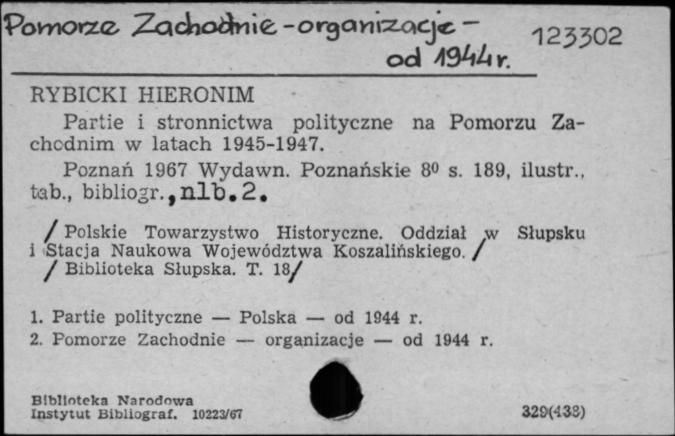 Pomorze Zachodnie - organizacje -
od 1944 r.
123302
RYBICKI HIERONIM
Partie i stronnictwa polityczne na Pomorzu Za-
chodnim w latach 1945-1947.
Poznań 1967 Wydawn. Poznańskie 8⁰ s. 189, ilustr.,
tab., bibliogr., nlb. 2.
/ Polskie Towarzystwo Historyczne. Oddział w Słupsku
i Stacja Naukowa Województwa Koszalińskiego. /
/ Biblioteka Słupska. T. 18/
1. Partie polityczne — Polska — od 1944 r.
2. Pomorze Zachodnie — organizacje — od 1944 r.
Biblioteka Narodowa
Instytut Bibliograf. 10223/67
329(438)